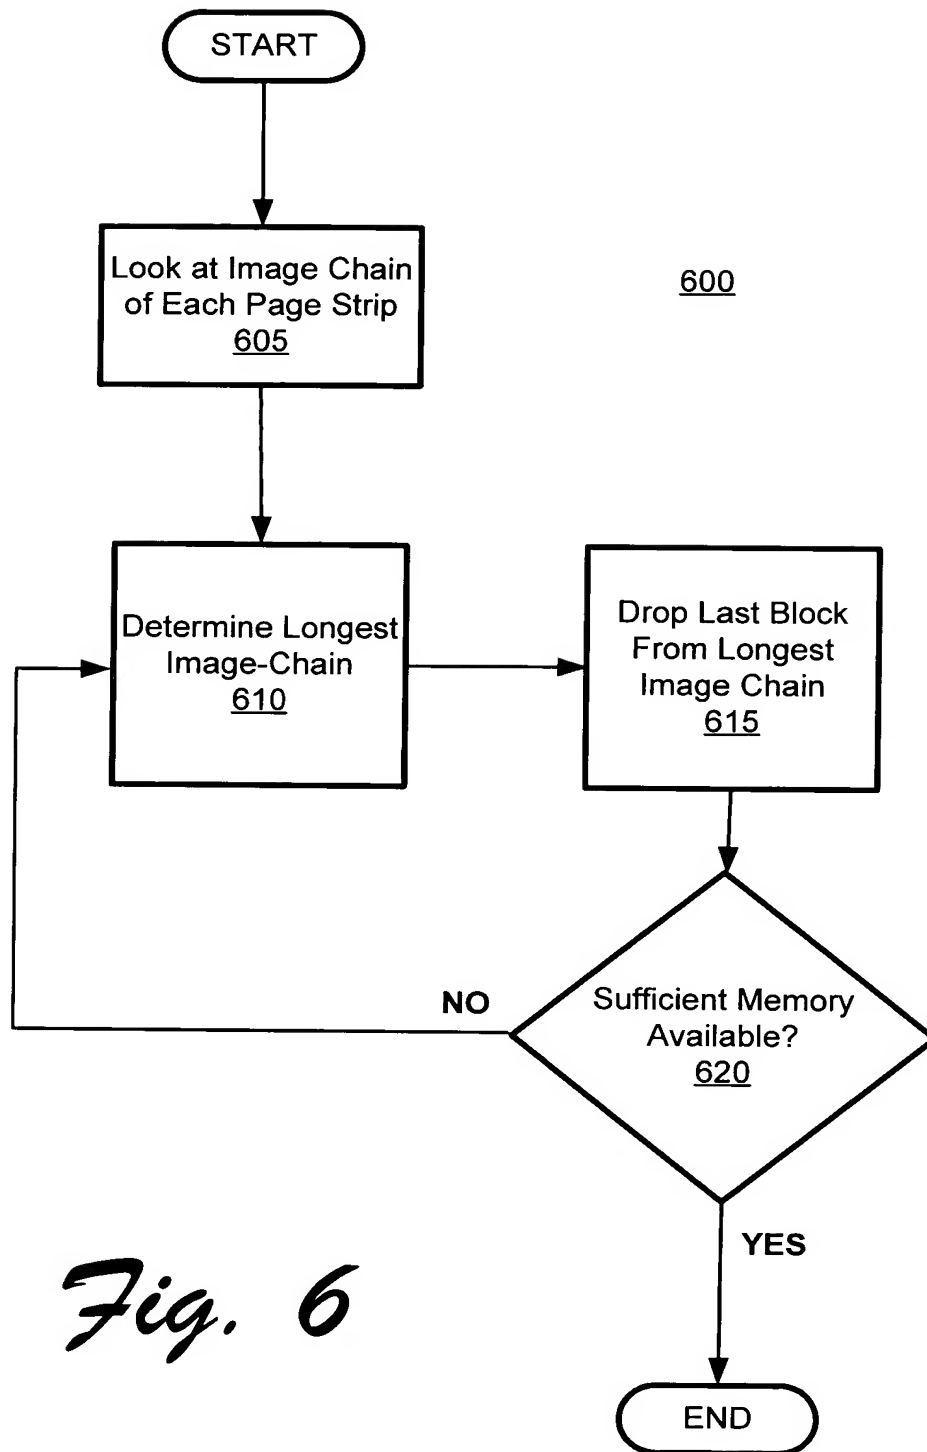 START
Look at Image Chain
of Each Page Strip
605
600
Determine Longest
Image-Chain
610
Drop Last Block
From Longest
Image Chain
615
NO
Sufficient Memory
Available?
620
YES
Fig. 6
END